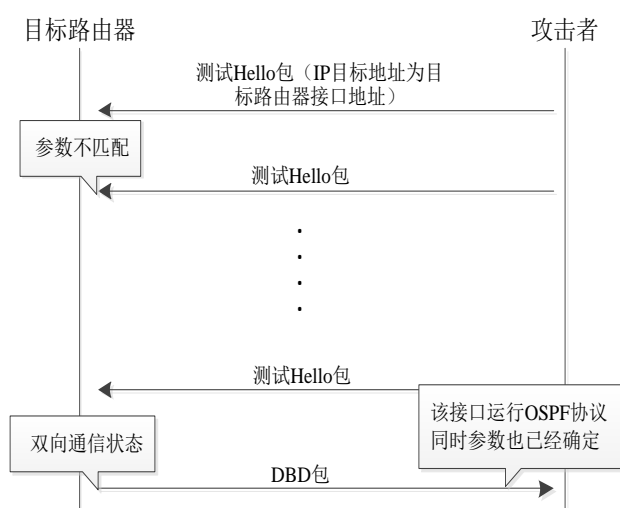 目标路由器
攻击者
测试Hello包（IP目标地址为目
标路由器接口地址）
参数不匹配
测试Hello包
测试Hello包
该接口运行OSPF协议
同时参数也已经确定
双向通信状态
DBD包